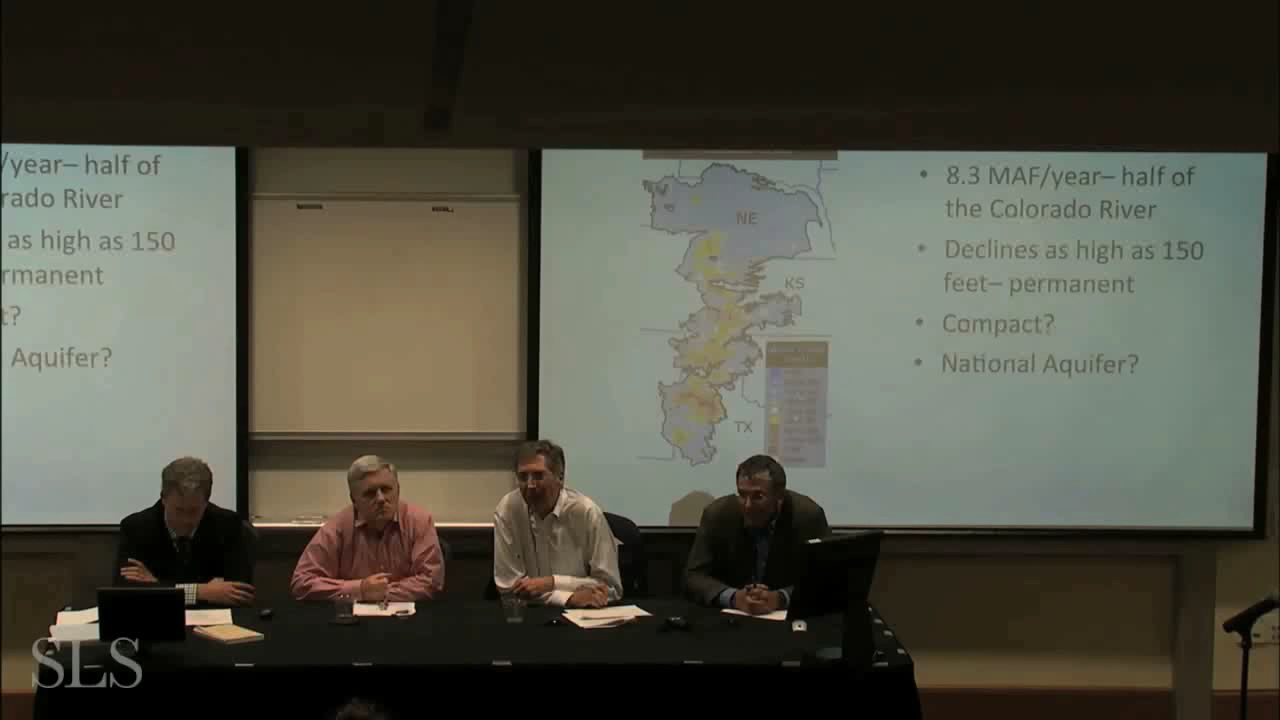 /year– half of
rado River
as high as 150
rmanent
t?
Aquifer?
NE
KS
TX
• 8.3 MAF/year– half of
the Colorado River
• Declines as high as 150
feet– permanent
• Compact?
• National Aquifer?
SLS